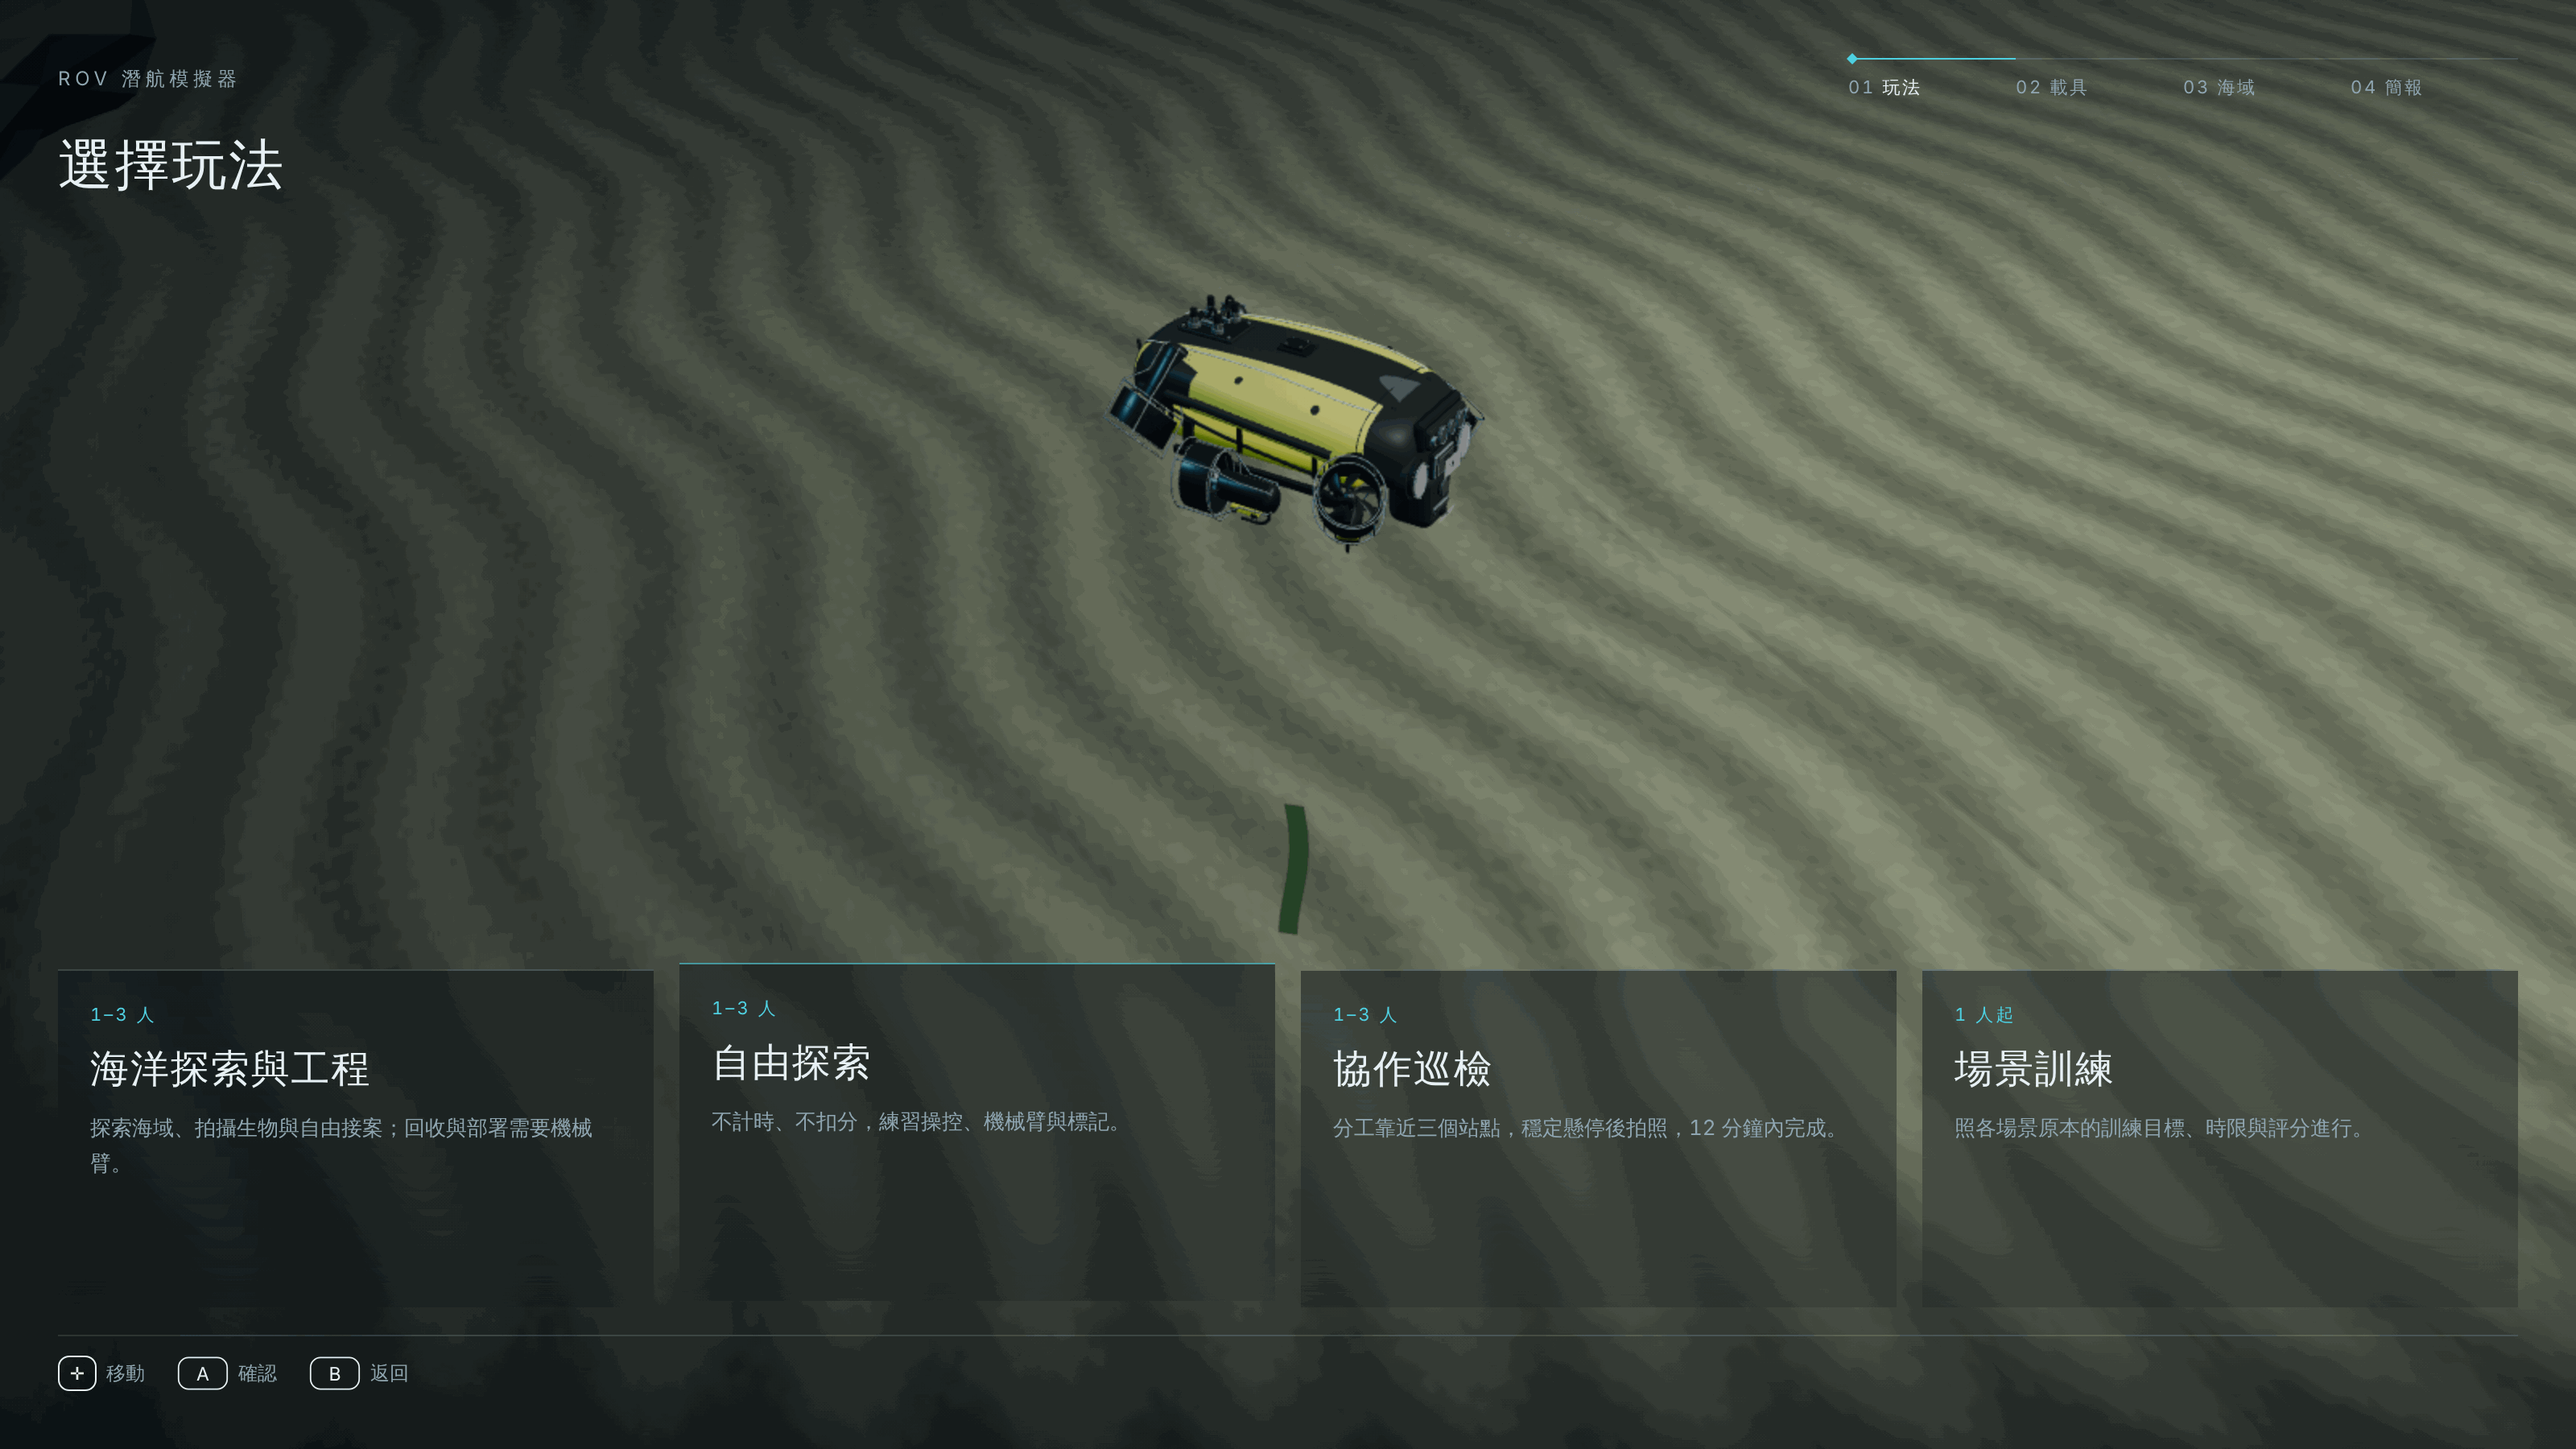 ROV 潛航模擬器
01 玩法
02 載具
03 海域
04 簡報
選擇玩法
1–3 人
海洋探索與工程
探索海域、拍攝生物與自由接案；回收與部署需要機械
臂。
1–3 人
自由探索
不計時、不扣分，練習操控、機械臂與標記。
1–3 人
協作巡檢
分工靠近三個站點，穩定懸停後拍照，12 分鐘內完成。
1 人起
場景訓練
照各場景原本的訓練目標、時限與評分進行。
✛ 移動 A 確認 B 返回